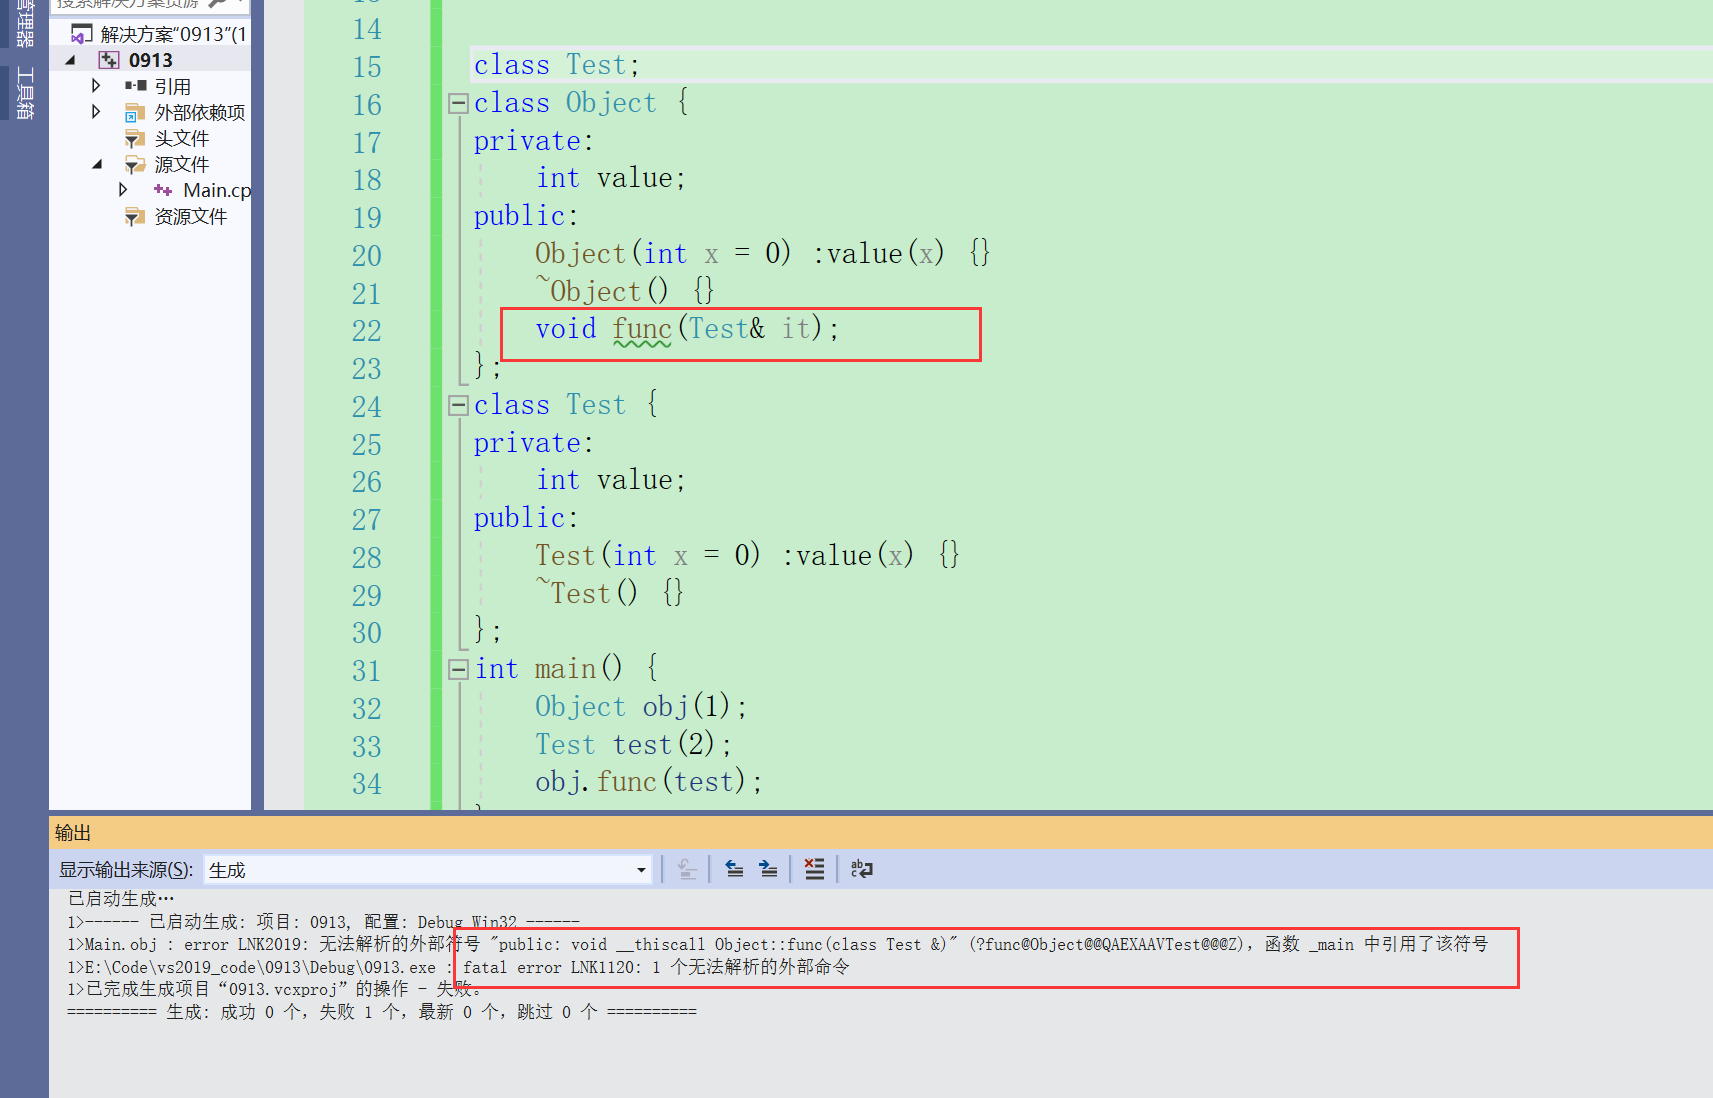 管理器
工具箱
搜索解决方案资源
解决方案“0913”(1
0913
引用
外部依赖项
头文件
源文件
Main.cp
资源文件
14
15 class Test;
16 class Object {
17 private:
18 int value;
19 public:
20 Object(int x = 0) :value(x) {}
21 ~Object() {}
22 void func(Test& it);
23 };
24 class Test {
25 private:
26 int value;
27 public:
28 Test(int x = 0) :value(x) {}
29 ~Test() {}
30 };
31 int main() {
32 Object obj(1);
33 Test test(2);
34 obj.func(test);
输出
显示输出来源(S): 生成
已启动生成…
1>------ 已启动生成: 项目: 0913, 配置: Debug Win32 ------
1>Main.obj : error LNK2019: 无法解析的外部符号 "public: void __thiscall Object::func(class Test &)" (?func@Object@@QAEXAAVTest@@@Z)，函数 _main 中引用了该符号
1>E:\Code\vs2019_code\0913\Debug\0913.exe : fatal error LNK1120: 1 个无法解析的外部命令
1>已完成生成项目“0913.vcxproj”的操作 - 失败。
========== 生成: 成功 0 个，失败 1 个，最新 0 个，跳过 0 个 ==========